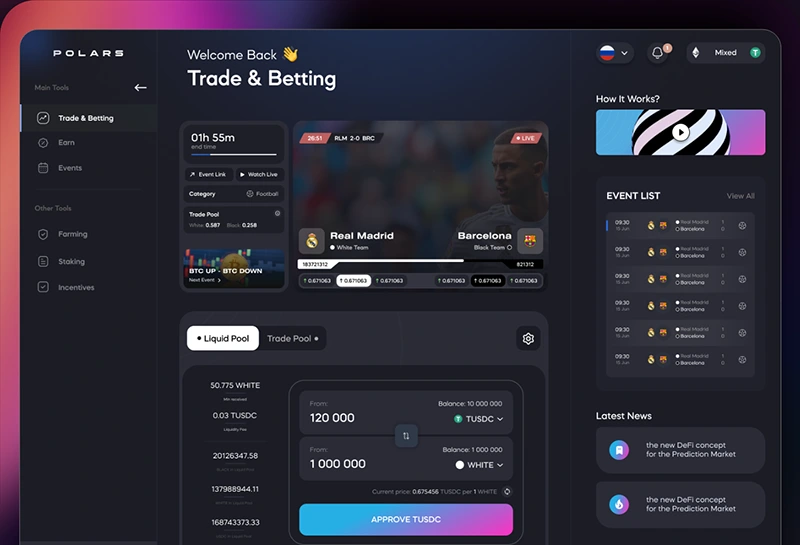 POLARS
Main Tools
Trade & Betting
Earn
Events
Other Tools
Farming
Staking
Incentives
Welcome Back 👋
Trade & Betting
1
Mixed
01h 55m
end time
Event Link
Watch Live
Category
Football
Trade Pool
White: 0.587 Black: 0.258
BTC UP - BTC DOWN
Next Event >
26:51 RLM 2-0 BRC
LIVE
Real Madrid
White Team
Barcelona
Black Team
183721312
821312
↑ 0.671063 ↑ 0.671063 ↑ 0.671063 ↑ 0.671063 ↑ 0.671063 ↑ 0.671063
Liquid Pool
Trade Pool
50.775 WHITE
Min received
0.03 TUSDC
Liquidity Fee
20126347.58
137988944.11
168743373.33
From:
Balance: 10 000 000
120 000
TUSDC
From:
Balance: 1 000 000
1 000 000
WHITE
Current price: 0.675456 TUSDC per 1 WHITE
APPROVE TUSDC
How It Works?
EVENT LIST
View All
09:30 Real Madrid 1
15 Jun Barcelona 0
09:30 Real Madrid 1
15 Jun Barcelona 0
09:30 Real Madrid 1
15 Jun Barcelona 0
09:30 Real Madrid 1
15 Jun Barcelona 0
09:30 Real Madrid 1
15 Jun Barcelona 0
09:30 Real Madrid 1
15 Jun Barcelona 0
Latest News
the new DeFi concept
for the Prediction Market
the new DeFi concept
for the Prediction Market